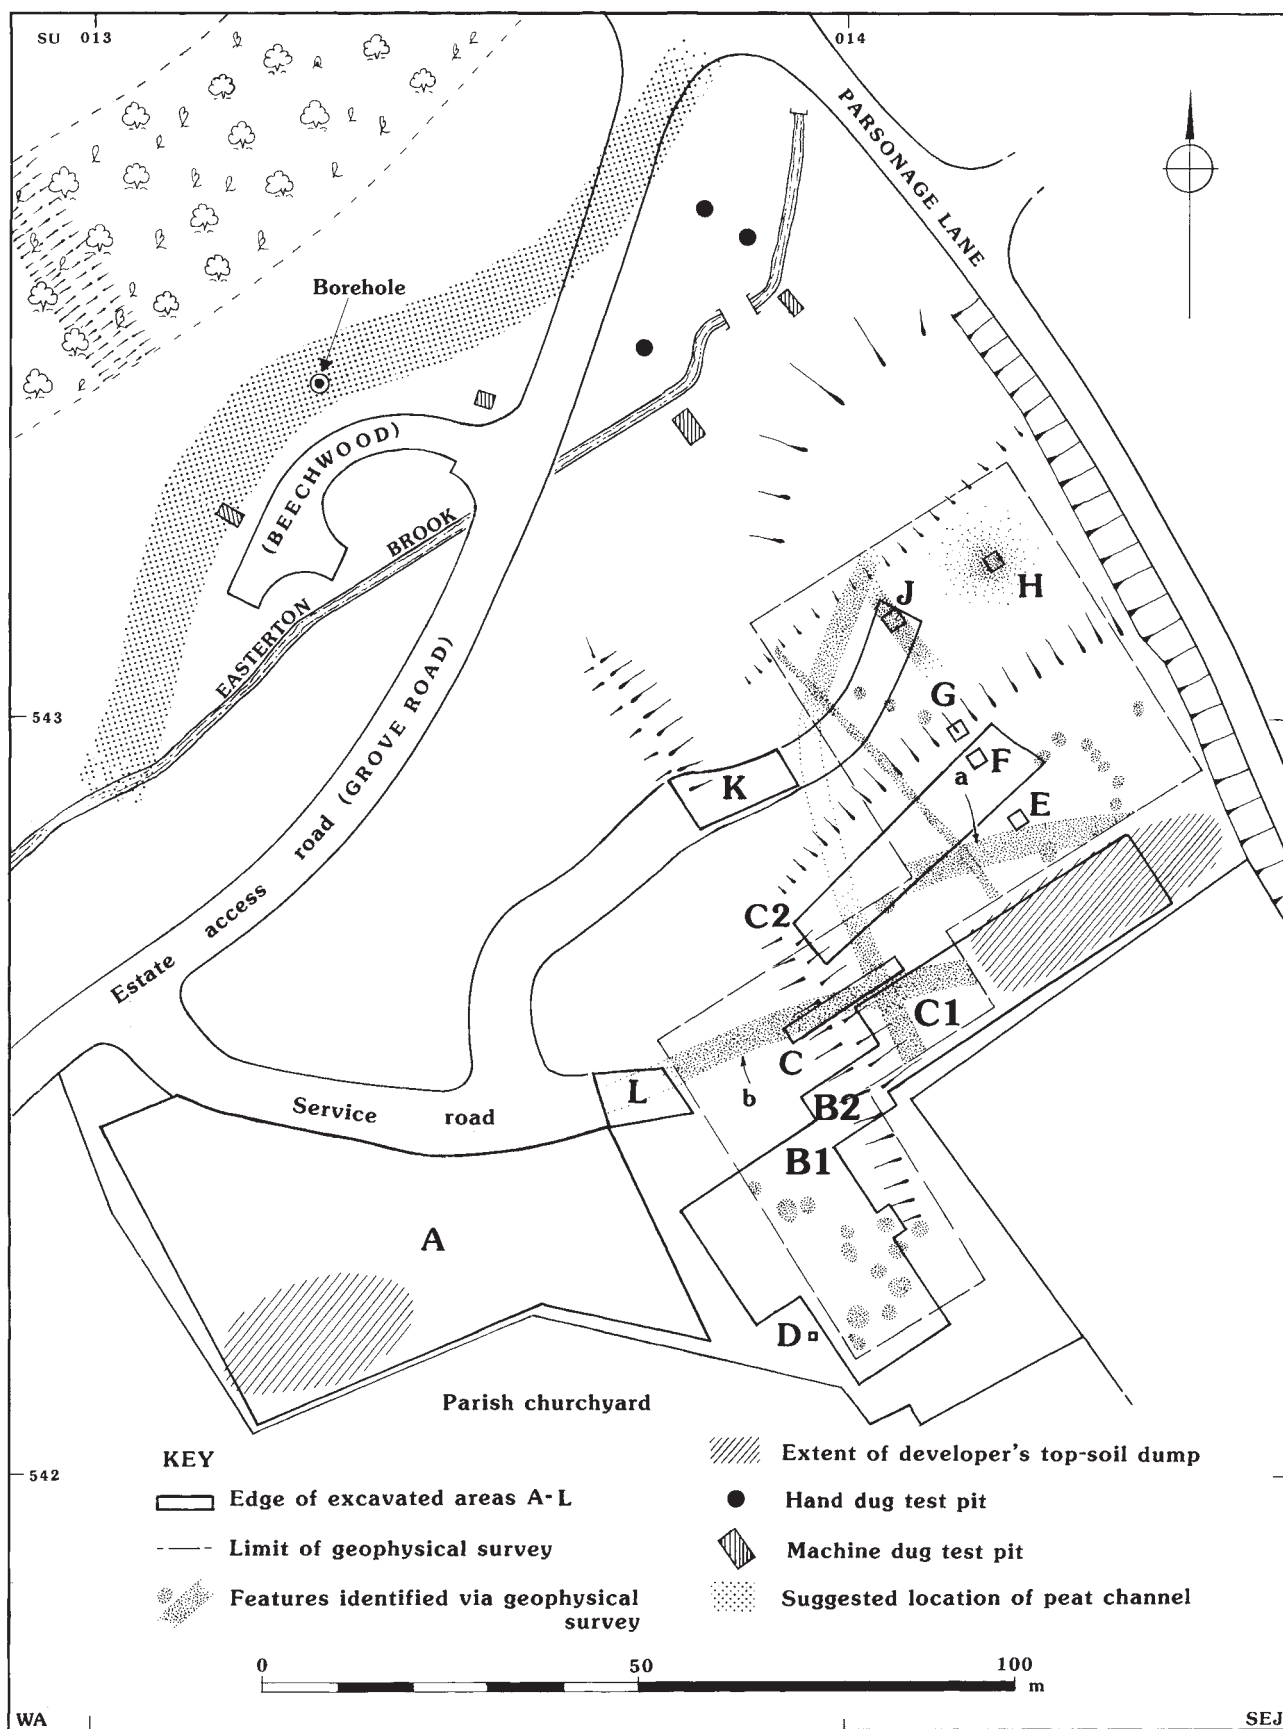 SU 013
014
PARSONAGE LANE
Borehole
(BEECHWOOD)
BROOK
EASTERTON
J
H
G
543
F
a
K
E
road (GROVE ROAD)
access
Estate
C2
C1
C
L
b
B2
Service road
B1
A
D
Parish churchyard
KEY
542
Edge of excavated areas A-L
Limit of geophysical survey
Features identified via geophysical
survey
Extent of developer's top-soil dump
Hand dug test pit
Machine dug test pit
Suggested location of peat channel
0 50 100
m
WA
SEJ